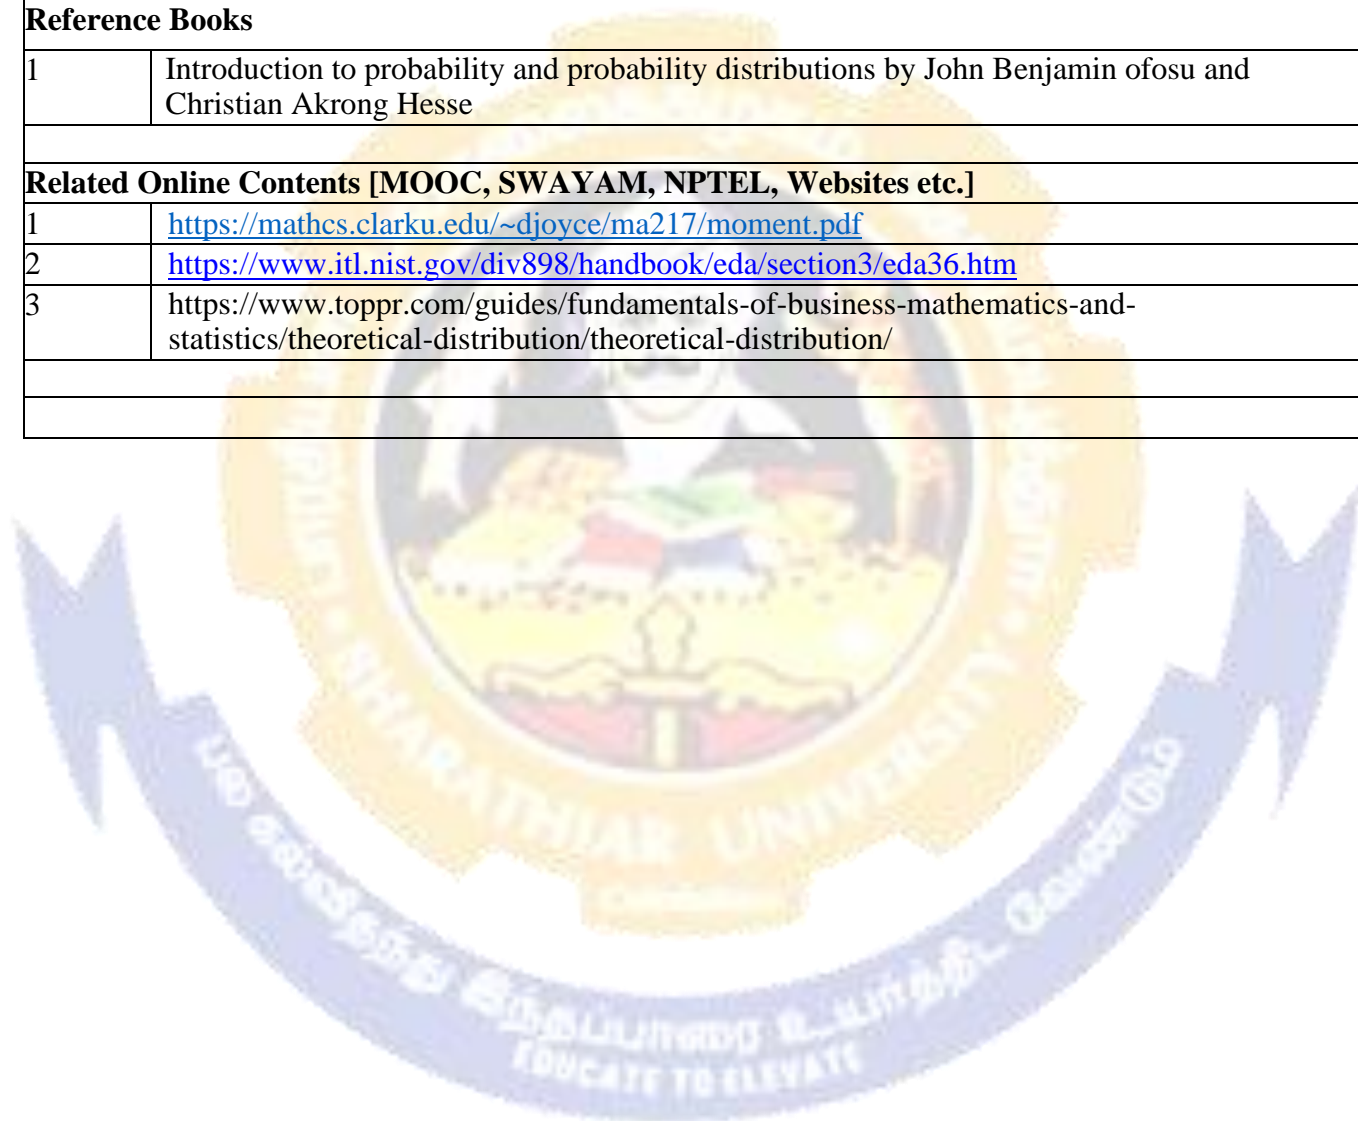 Reference Books
1 Introduction to probability and probability distributions by John Benjamin ofosu and
Christian Akrong Hesse
Related Online Contents [MOOC, SWAYAM, NPTEL, Websites etc.]
1 https://mathcs.clarku.edu/~djoyce/ma217/moment.pdf
2 https://www.itl.nist.gov/div898/handbook/eda/section3/eda36.htm
3 https://www.toppr.com/guides/fundamentals-of-business-mathematics-and-
statistics/theoretical-distribution/theoretical-distribution/
BHARATHIAR UNIVERSITY
EDUCATE TO ELEVATE